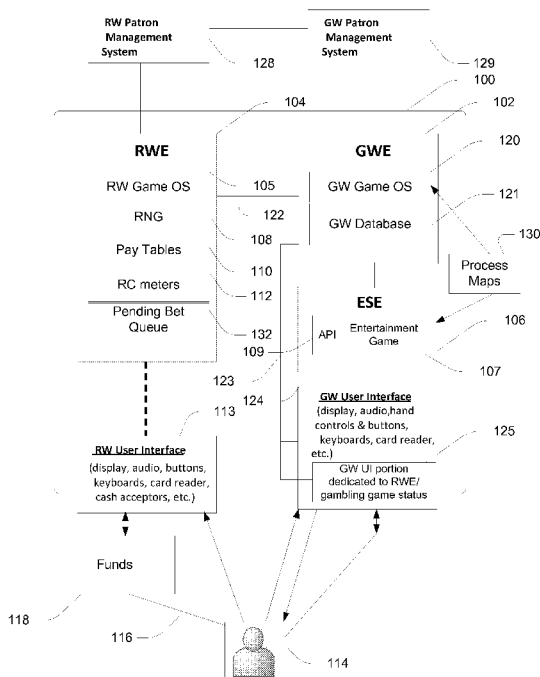 RW Patron
Management
System
GW Patron
Management
System
128
129
100
104
102
RWE
GWE
120
RW Game OS
105
GW Game OS
121
RNG
122
108
GW Database
130
Pay Tables
110
Process
Maps
RC meters
112
ESE
Pending Bet
Queue
132
API
Entertainment
Game
109
106
123
107
124
113
GW User Interface
(display, audio,hand
controls & buttons,
keyboards, card reader,
etc.)
125
RW User Interface
(display, audio, buttons,
keyboards, card reader,
cash acceptors, etc.)
GW UI portion
dedicated to RWE/
gambling game status
Funds
118
116
114